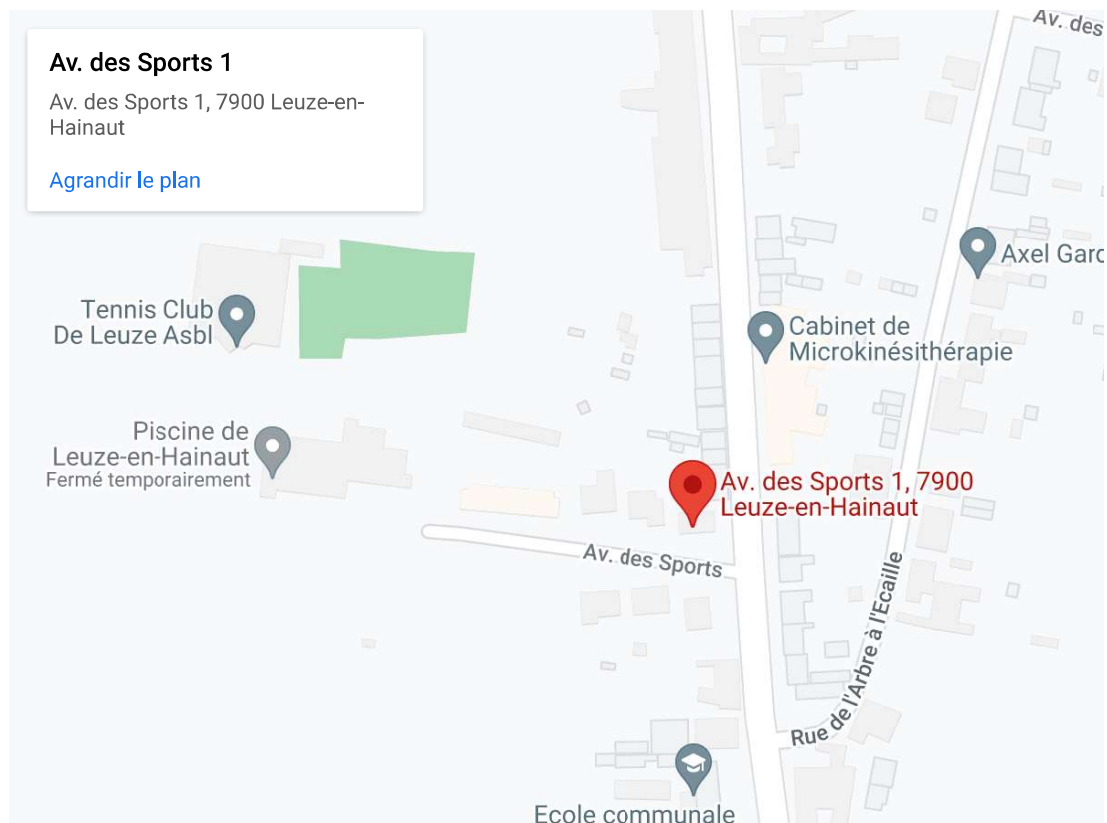 Av. des Sports 1
Av. des Sports 1, 7900 Leuze-en-
Hainaut
Agrandir le plan
Av. des
Axel Garc
Tennis Club
De Leuze Asbl
Cabinet de
Microkinésithérapie
Piscine de
Leuze-en-Hainaut
Fermé temporairement
Av. des Sports 1, 7900
Leuze-en-Hainaut
Av. des Sports
Rue de l'Arbre à l'Ecaille
Ecole communale